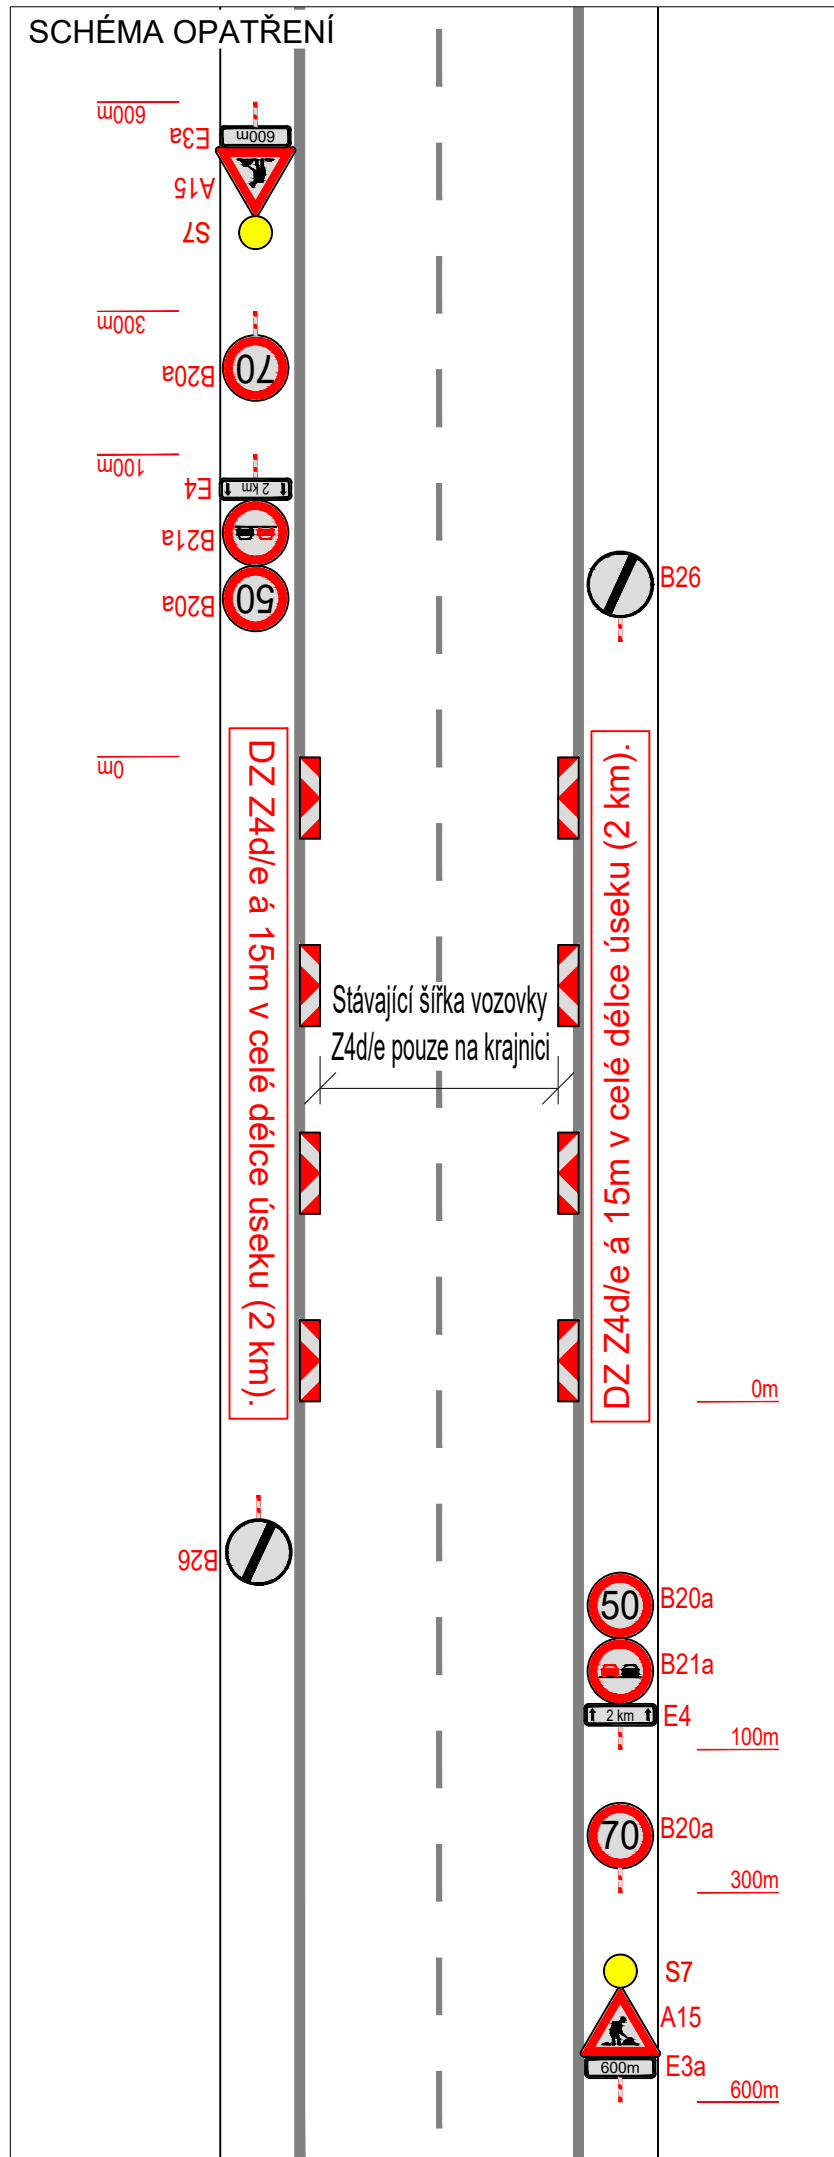 SCHÉMA OPATŘENÍ
600m
E3a
600m
A15
S7
300m
B20a
70
100m
E4
2 km
B21a
B20a
50
B26
0m
DZ Z4d/e á 15m v celé délce úseku (2 km).
DZ Z4d/e á 15m v celé délce úseku (2 km).
Stávající šířka vozovky
Z4d/e pouze na krajnici
0m
B26
50
B20a
B21a
2 km
E4
100m
70
B20a
300m
S7
A15
600m
E3a
600m